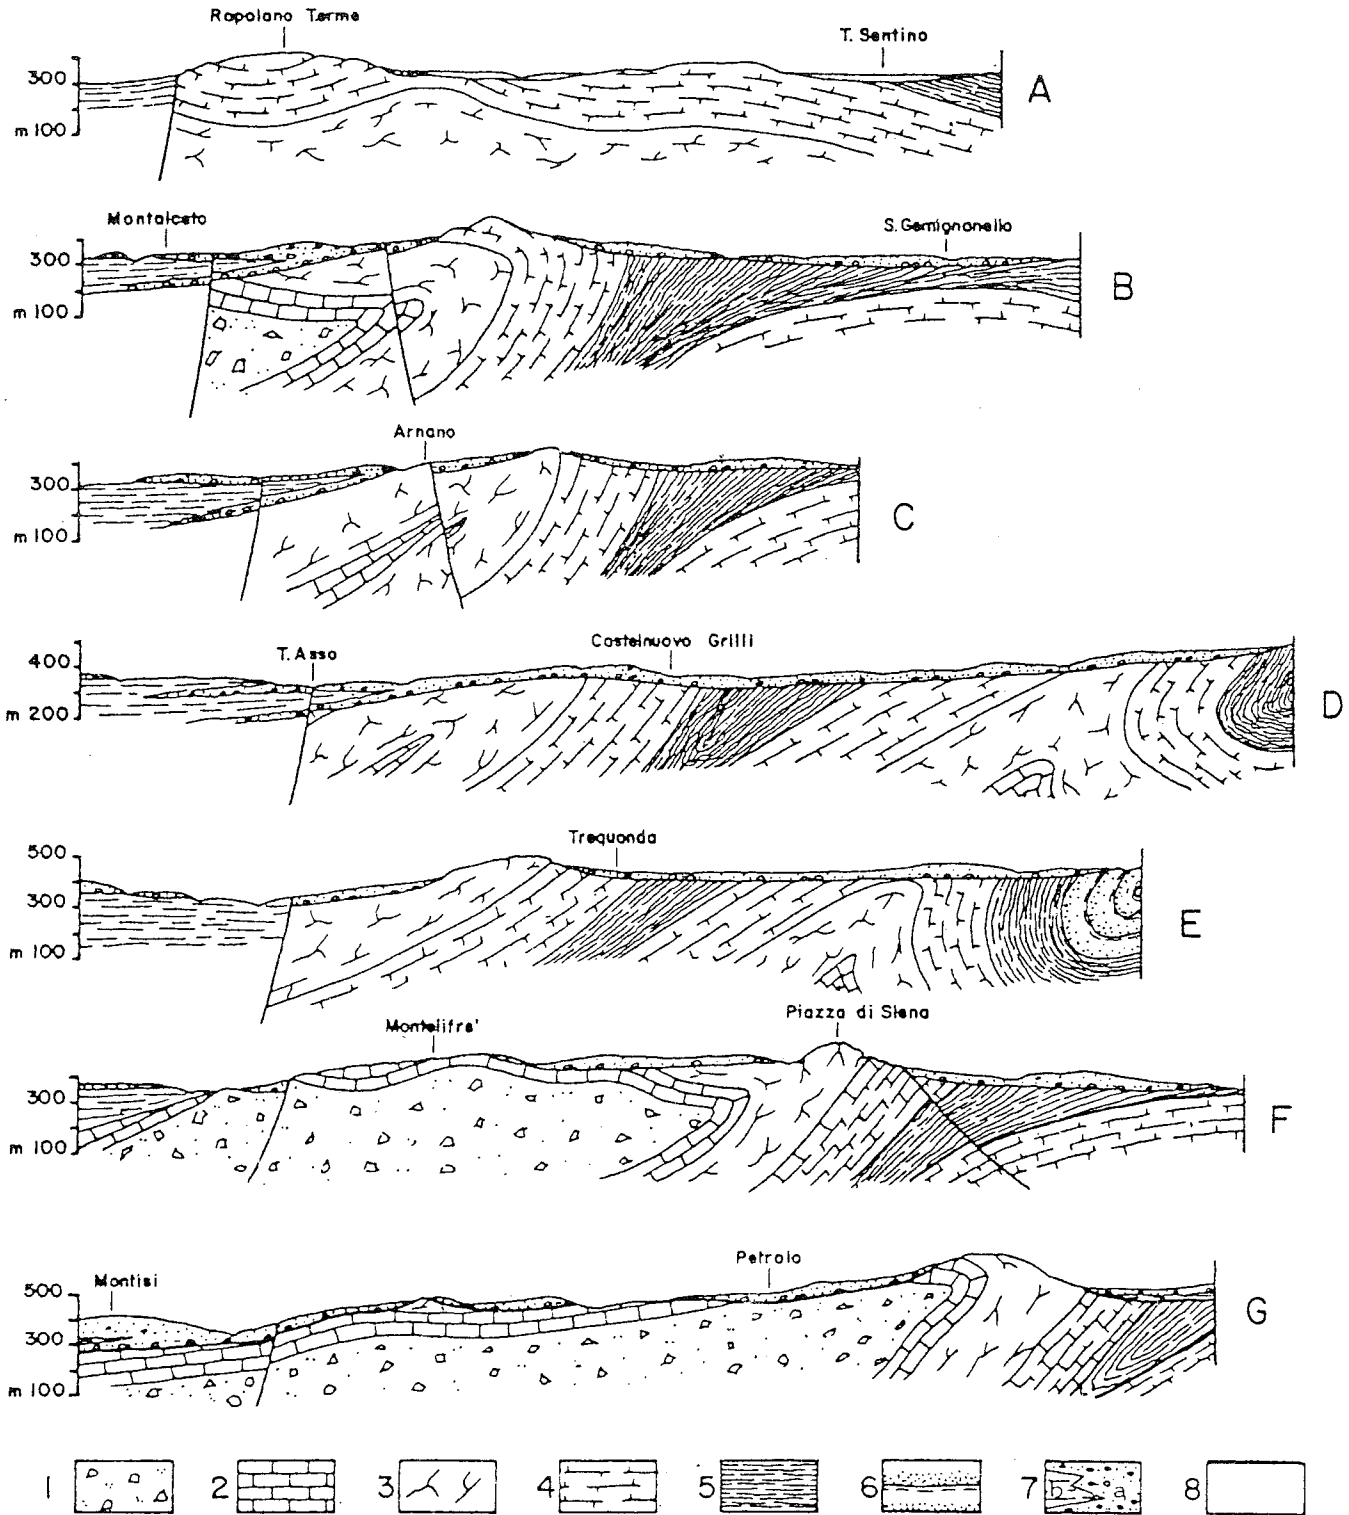 Rapolano Terme
T. Sentino
300
m 100
A
Montalceto
S. Gemignanello
300
m 100
B
Arnano
300
m 100
C
T. Asso
Castelnuovo Grilli
400
m 200
D
Trequanda
500
300
m 100
E
Montelifre'
Piazza di Siena
300
m 100
F
Montisi
Petroio
500
300
m 100
G
1 2 3 4 5 6 7 b a 8